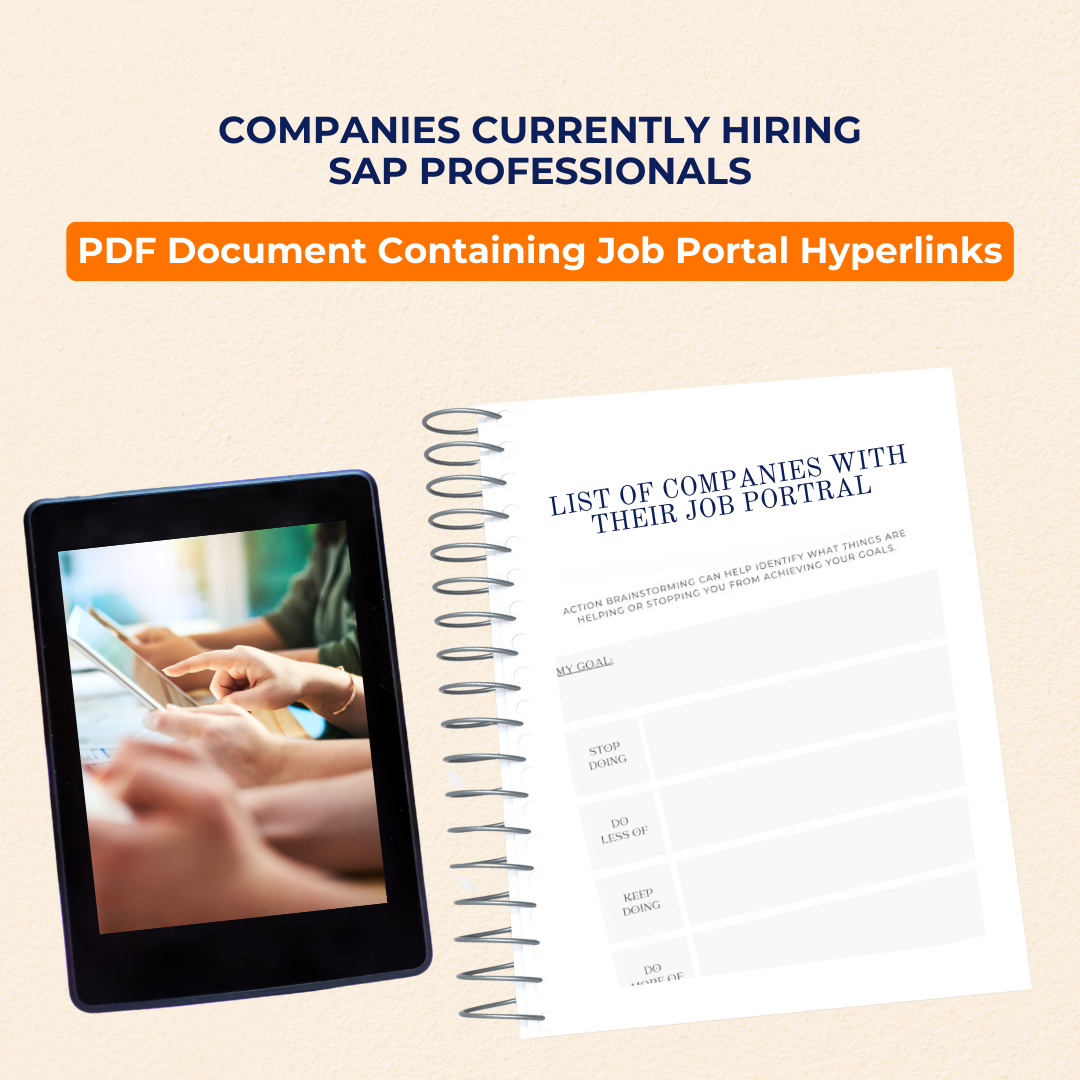 COMPANIES CURRENTLY HIRING
SAP PROFESSIONALS
PDF Document Containing Job Portal Hyperlinks
LIST OF COMPANIES WITH
THEIR JOB PORTRAL
ACTION BRAINSTORMING CAN HELP IDENTIFY WHAT THINGS ARE
HELPING OR STOPPING YOU FROM ACHIEVING YOUR GOALS.
MY GOAL:
STOP
DOING
DO
LESS OF
KEEP
DOING
DO
MORE OF